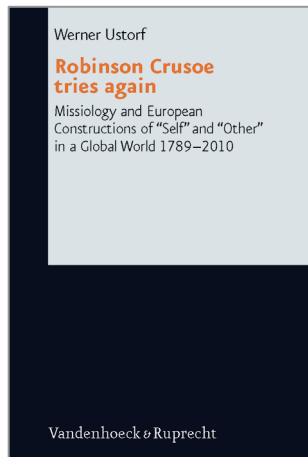 Werner Ustorf
Robinson Crusoe
tries again
Missiology and European
Constructions of “Self” and “Other”
in a Global World 1789–2010
Vandenhoeck & Ruprecht